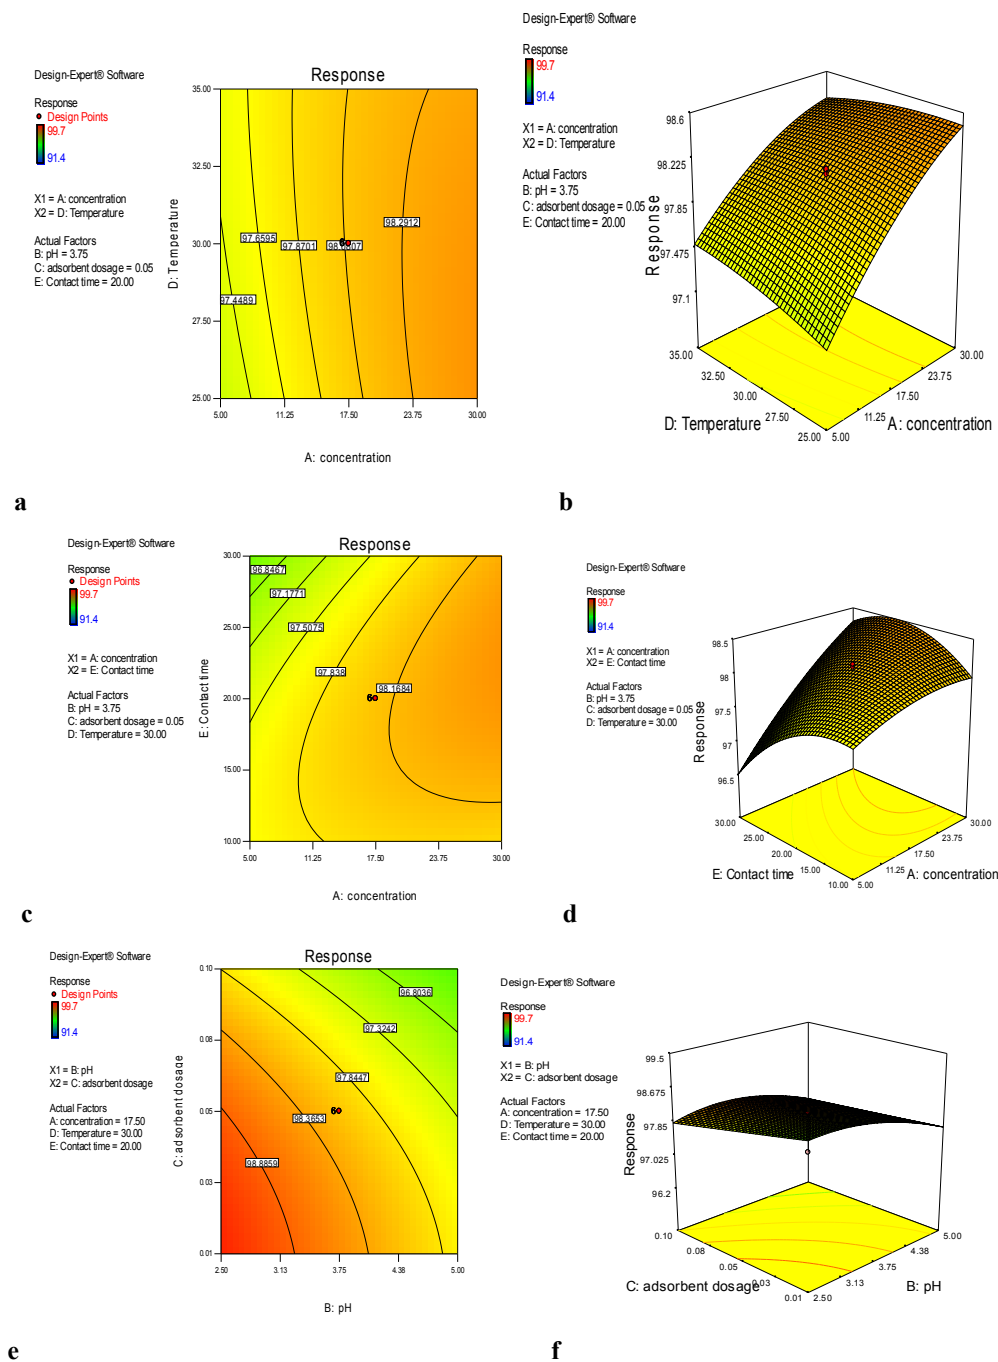 Design-Expert® Software
Response
Design Points
99.7
91.4
X1 = A: concentration
X2 = D: Temperature
Actual Factors
B: pH = 3.75
C: adsorbent dosage = 0.05
E: Contact time = 20.00
Response
35.00
32.50
30.00
27.50
25.00
D: Temperature
97.4489
97.6595
97.8701
98.2912
6
5.00
11.25
17.50
23.75
30.00
A: concentration
a
Design-Expert® Software
Response
99.7
91.4
X1 = A: concentration
X2 = D: Temperature
Actual Factors
B: pH = 3.75
C: adsorbent dosage = 0.05
E: Contact time = 20.00
Response
98.6
98.225
97.85
97.475
97.1
35.00
32.50
30.00
27.50
25.00
5.00
11.25
17.50
23.75
30.00
D: Temperature
A: concentration
b
Design-Expert® Software
Response
Design Points
99.7
91.4
X1 = A: concentration
X2 = E: Contact time
Actual Factors
B: pH = 3.75
C: adsorbent dosage = 0.05
D: Temperature = 30.00
Response
30.00
25.00
20.00
15.00
10.00
E: Contact time
96.8467
97.1771
97.5075
97.838
98.1684
6
5.00
11.25
17.50
23.75
30.00
A: concentration
c
Design-Expert® Software
Response
99.7
91.4
X1 = A: concentration
X2 = E: Contact time
Actual Factors
B: pH = 3.75
C: adsorbent dosage = 0.05
D: Temperature = 30.00
Response
98.5
98
97.5
97
96.5
30.00
25.00
20.00
15.00
10.00
5.00
11.25
17.50
23.75
30.00
E: Contact time
A: concentration
d
Design-Expert® Software
Response
Design Points
99.7
91.4
X1 = B: pH
X2 = C: adsorbent dosage
Actual Factors
A: concentration = 17.50
D: Temperature = 30.00
E: Contact time = 20.00
Response
0.10
0.08
0.05
0.03
0.01
C: adsorbent dosage
96.8036
97.3242
97.8447
98.3653
98.8859
6
2.50
3.13
3.75
4.38
5.00
B: pH
e
Design-Expert® Software
Response
99.7
91.4
X1 = B: pH
X2 = C: adsorbent dosage
Actual Factors
A: concentration = 17.50
D: Temperature = 30.00
E: Contact time = 20.00
Response
99.5
98.675
97.85
97.025
96.2
0.10
0.08
0.05
0.03
0.01
2.50
3.13
3.75
4.38
5.00
C: adsorbent dosage
B: pH
f